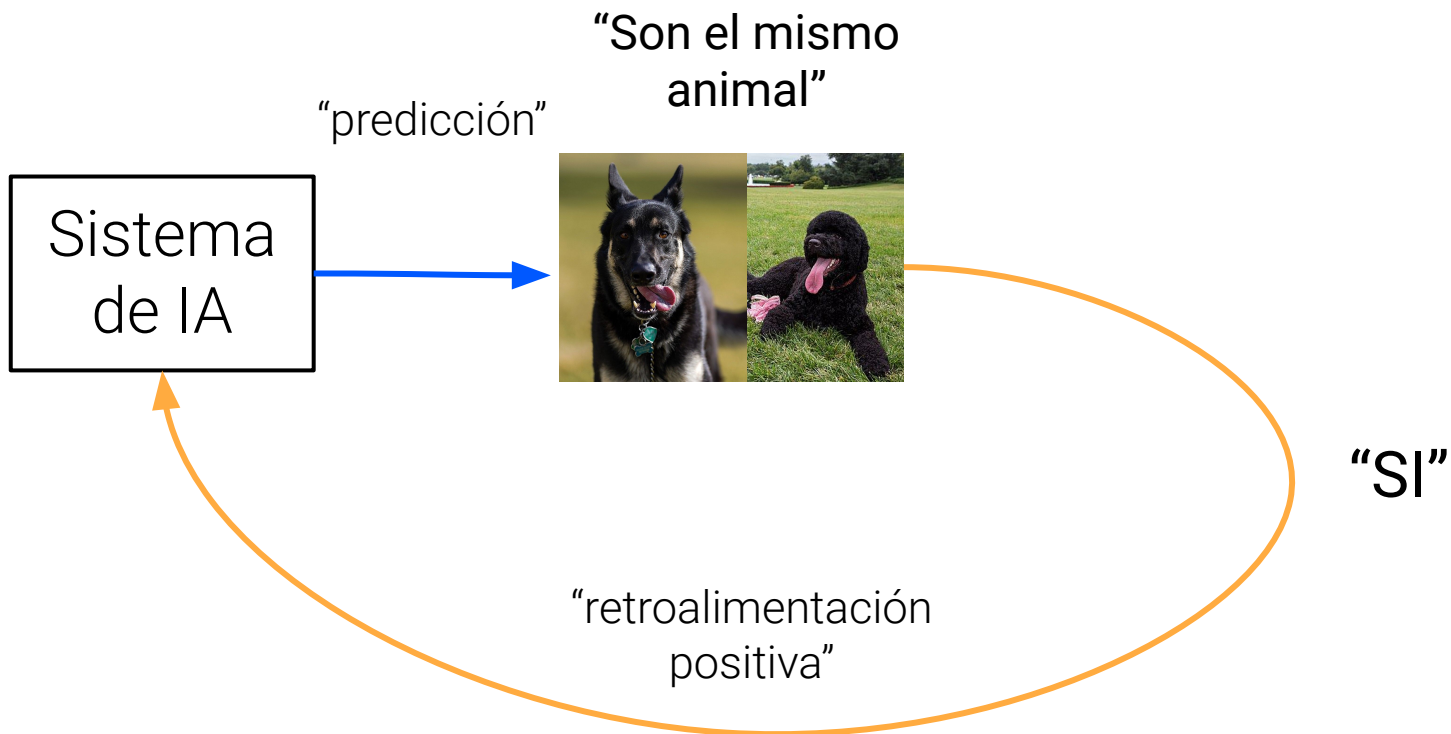 “Son el mismo
animal”
“predicción”
Sistema
de IA
“SI”
“retroalimentación
positiva”